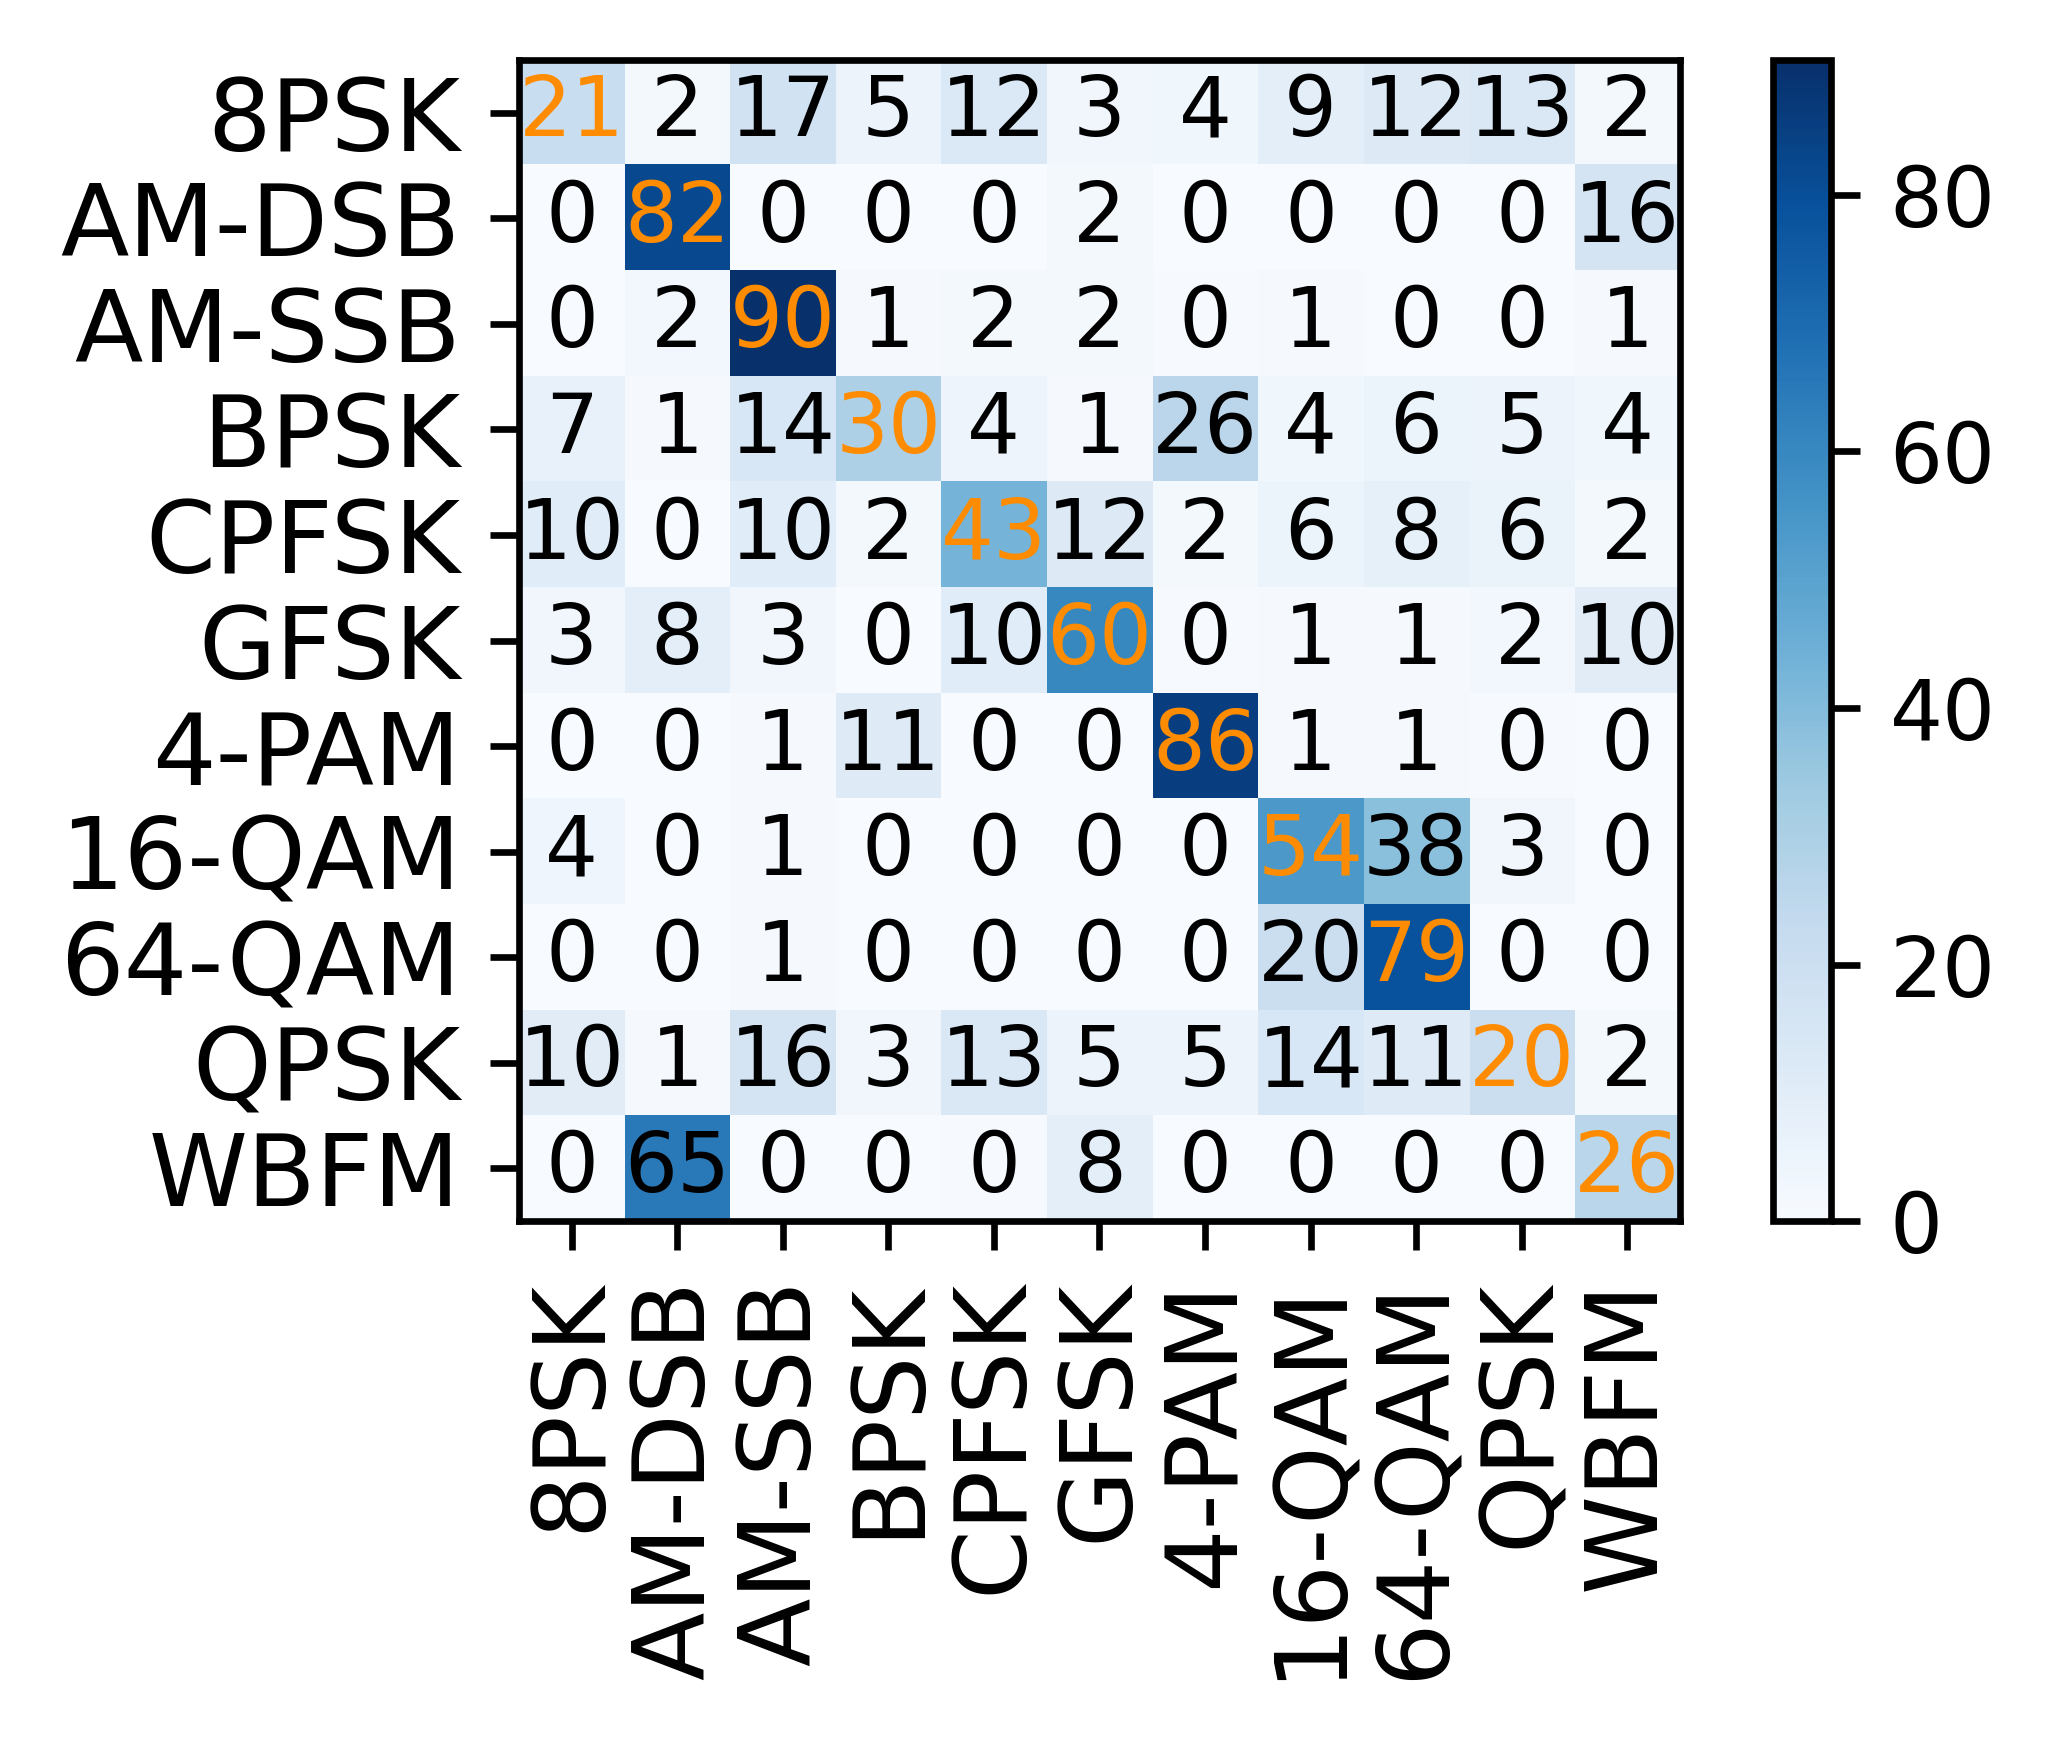 8PSK 21 2 17 5 12 3 4 9 12 13 2
AM-DSB 0 82 0 0 0 2 0 0 0 0 16
AM-SSB 0 2 90 1 2 2 0 1 0 0 1
BPSK 7 1 14 30 4 1 26 4 6 5 4
CPFSK 10 0 10 2 43 12 2 6 8 6 2
GFSK 3 8 3 0 10 60 0 1 1 2 10
4-PAM 0 0 1 11 0 0 86 1 1 0 0
16-QAM 4 0 1 0 0 0 0 54 38 3 0
64-QAM 0 0 1 0 0 0 0 20 79 0 0
QPSK 10 1 16 3 13 5 5 14 11 20 2
WBFM 0 65 0 0 0 8 0 0 0 0 26
8PSK
AM-DSB
AM-SSB
BPSK
CPFSK
GFSK
4-PAM
16-QAM
64-QAM
QPSK
WBFM
80
60
40
20
0